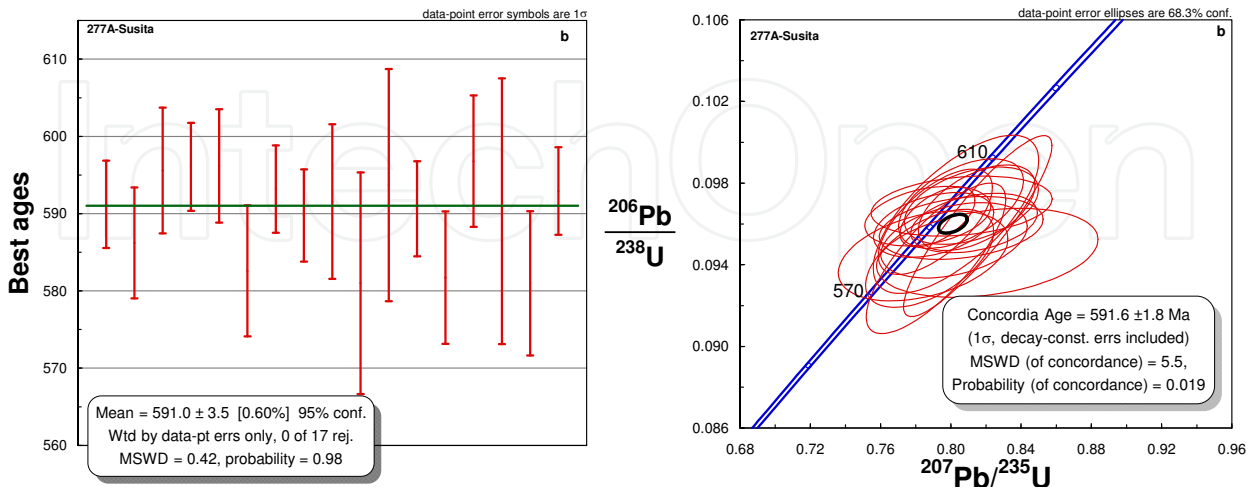 data-point error symbols are 1σ
277A-Susita
b
615
610
600
590
580
570
560
Best ages
Mean = 591.0 ± 3.5 [0.60%] 95% conf.
Wtd by data-pt errs only, 0 of 17 rej.
MSWD = 0.42, probability = 0.98
IntechOpen
data-point error ellipses are 68.3% conf.
277A-Susita
b
0.106
0.102
0.098
0.094
0.090
0.086
206Pb
238U
610
570
Concordia Age = 591.6 ±1.8 Ma
(1σ, decay-const. errs included)
MSWD (of concordance) = 5.5,
Probability (of concordance) = 0.019
0.68 0.72 0.76 0.80 0.84 0.88 0.92 0.96
207Pb/235U